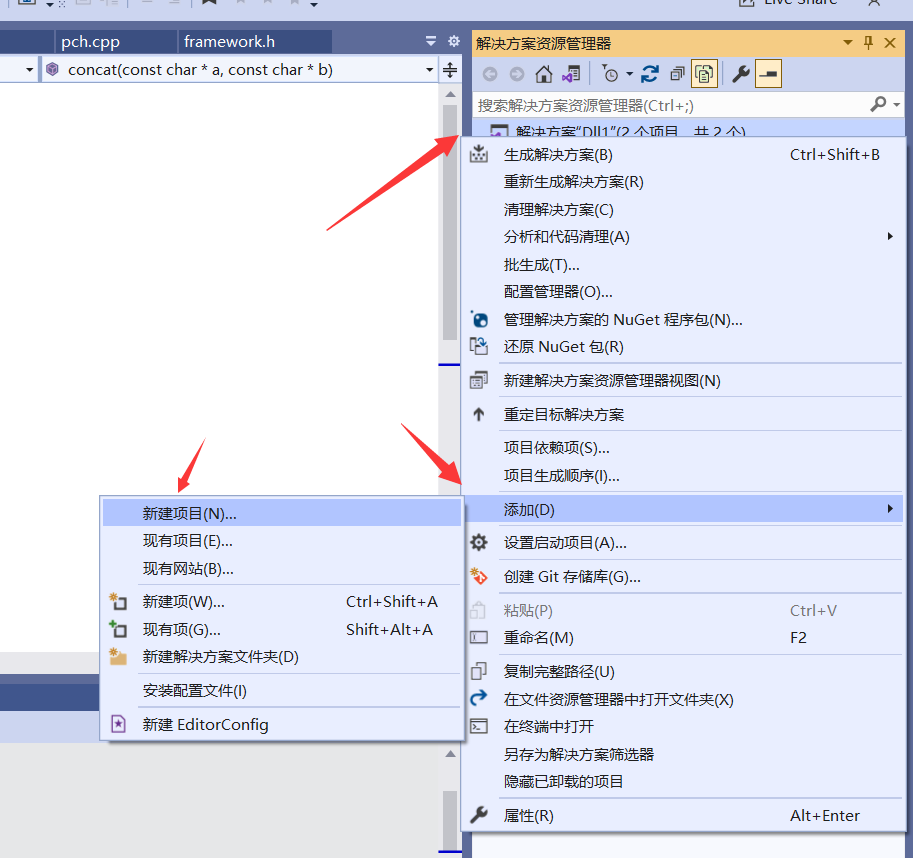 Live Share
pch.cpp
framework.h
concat(const char * a, const char * b)
解决方案资源管理器
搜索解决方案资源管理器(Ctrl+;)
解决方案"Dll1"(2 个项目，共 2 个)
生成解决方案(B) Ctrl+Shift+B
重新生成解决方案(R)
清理解决方案(C)
分析和代码清理(A)
批生成(T)...
配置管理器(O)...
管理解决方案的 NuGet 程序包(N)...
还原 NuGet 包(R)
新建解决方案资源管理器视图(N)
重定目标解决方案
项目依赖项(S)...
项目生成顺序(I)...
添加(D)
设置启动项目(A)...
创建 Git 存储库(G)...
粘贴(P) Ctrl+V
重命名(M) F2
复制完整路径(U)
在文件资源管理器中打开文件夹(X)
在终端中打开
另存为解决方案筛选器
隐藏已卸载的项目
属性(R) Alt+Enter
新建项目(N)...
现有项目(E)...
现有网站(B)...
新建项(W)... Ctrl+Shift+A
现有项(G)... Shift+Alt+A
新建解决方案文件夹(D)
安装配置文件(I)
新建 EditorConfig